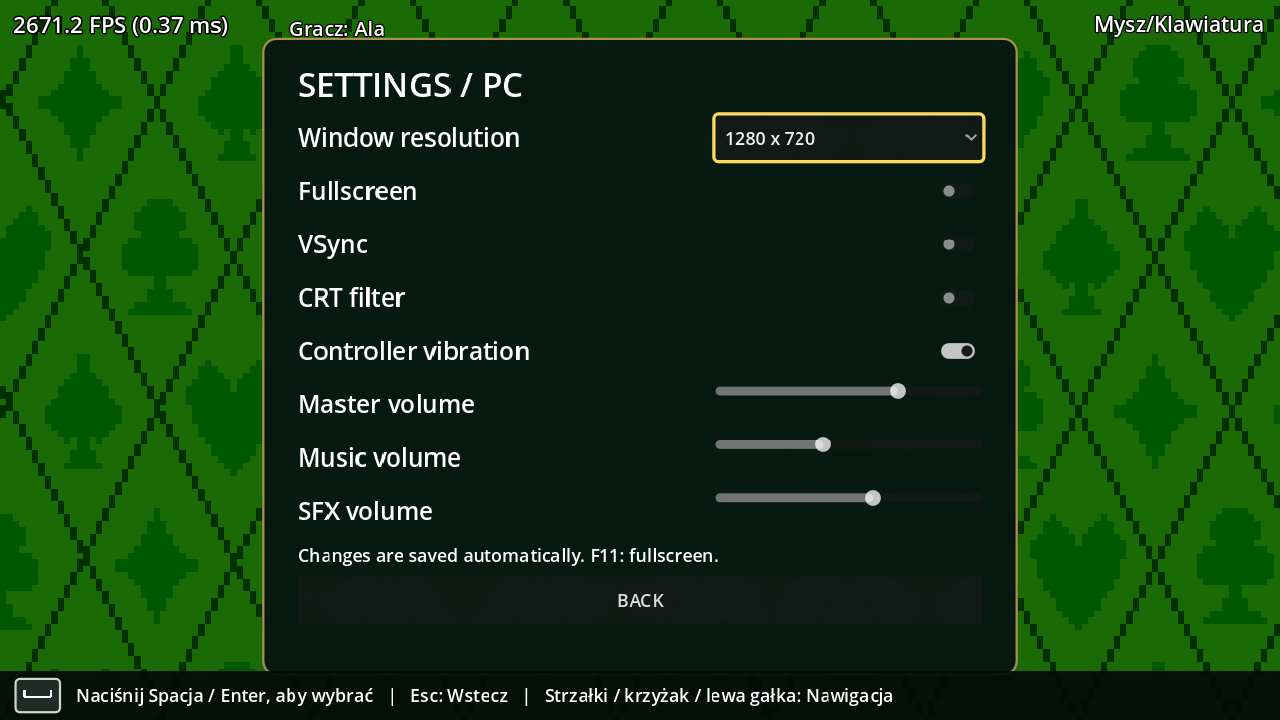 2671.2 FPS (0.37 ms)
Gracz: Ala
Mysz/Klawiatura
SETTINGS / PC
Window resolution
1280 x 720
Fullscreen
VSync
CRT filter
Controller vibration
Master volume
Music volume
SFX volume
Changes are saved automatically. F11: fullscreen.
BACK
Naciśnij Spacja / Enter, aby wybrać | Esc: Wstecz | Strzałki / krzyżak / lewa gałka: Nawigacja